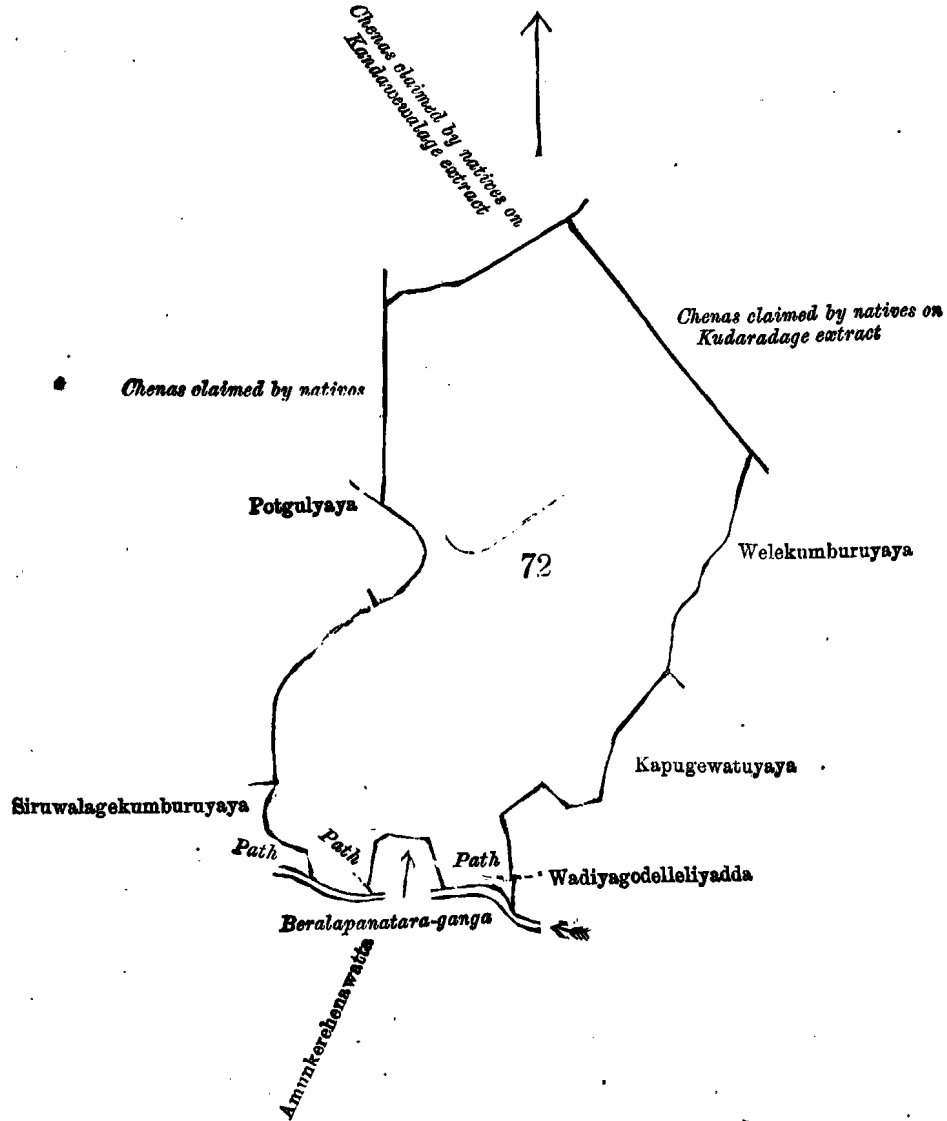 Chenas claimed by natives on
Kandawewalage extract
Chenas claimed by natives on
Kudaradage extract
Chenas claimed by natives
Potgulyaya
72
Welekumburuyaya
Kapugewatuyaya
Siruwalagekumburuyaya
Path
Path
Path
Wadiyagodelleliyadda
Beralapanatara-ganga
Amunkerehenawatta